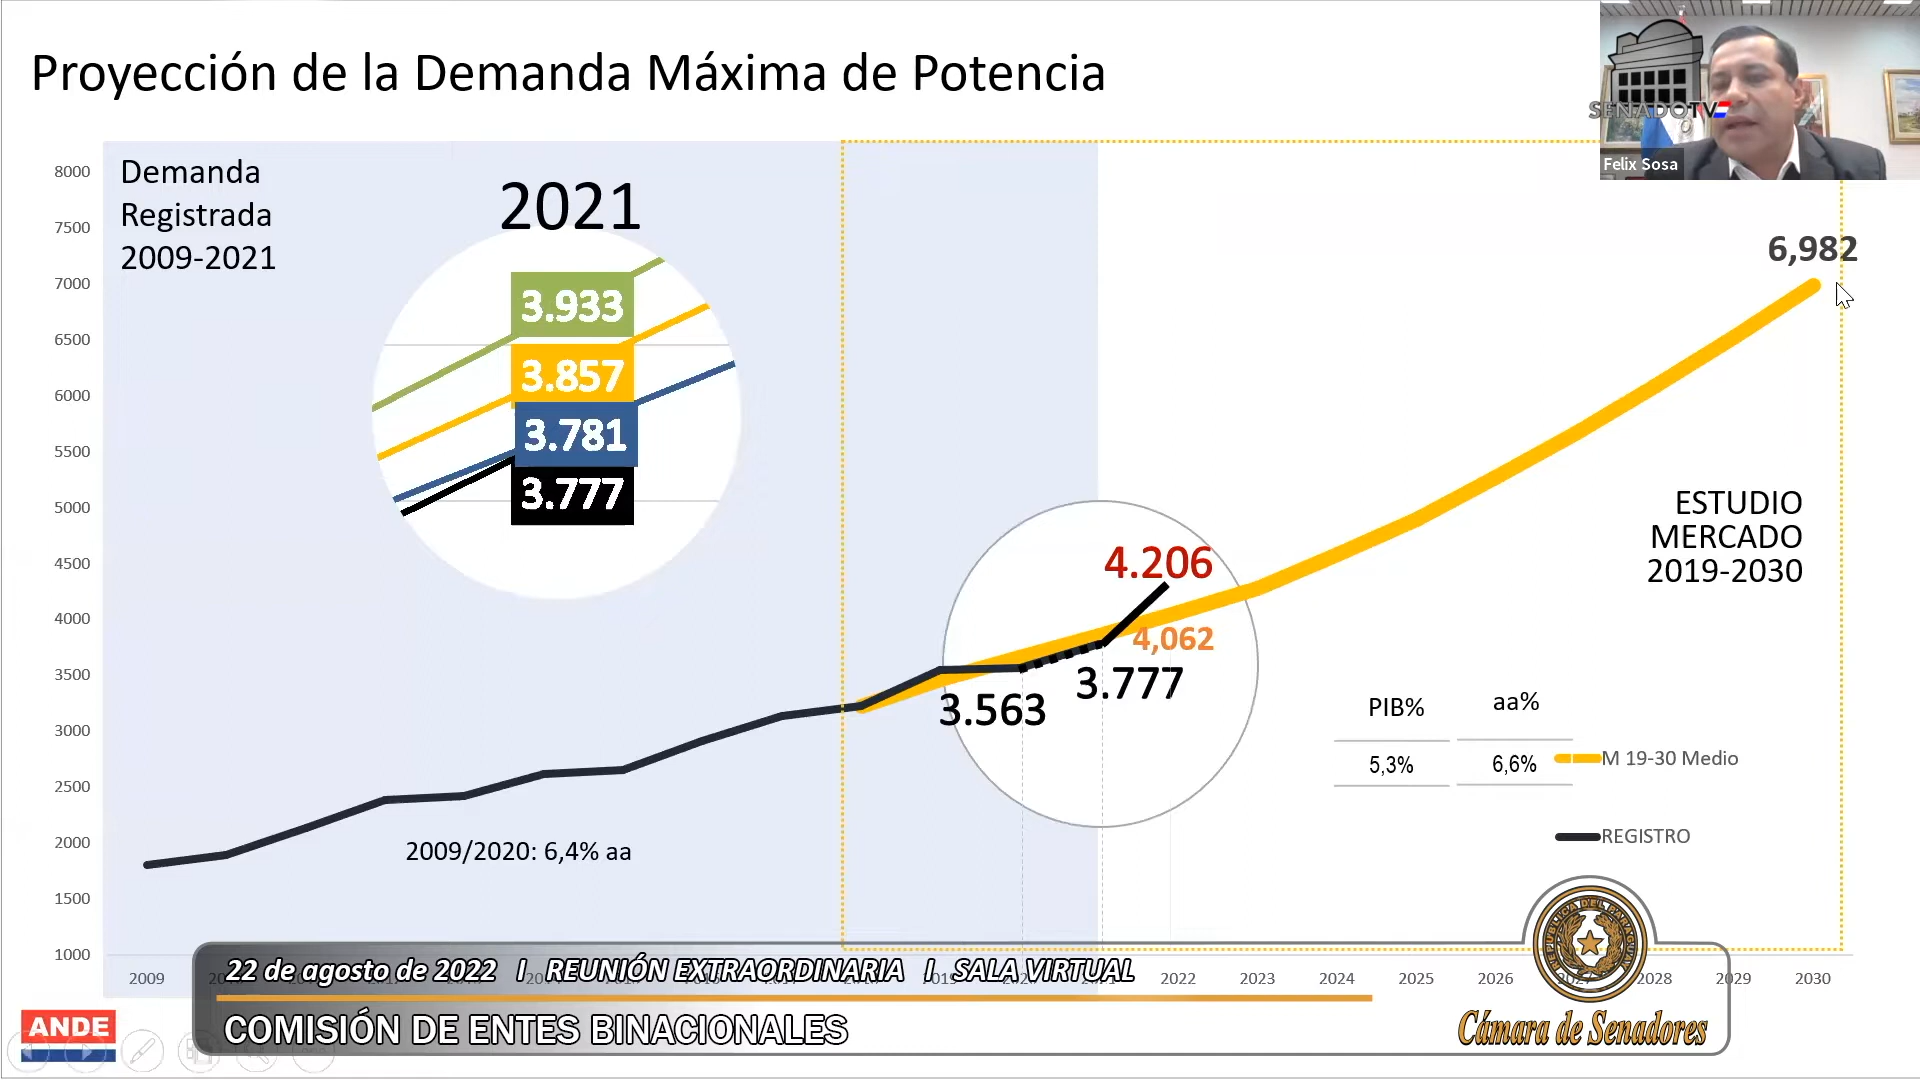 Proyección de la Demanda Máxima de Potencia
SENADOTV
Felix Sosa
Demanda
Registrada
2009-2021
2021
3.933
3.857
3.781
3.777
8000
7500
7000
6500
6000
5500
5000
4500
4000
3500
3000
2500
2000
1500
1000
6,982
ESTUDIO
MERCADO
2019-2030
4.206
4,062
3.777
3.563
PIB% aa%
5,3% 6,6%
M 19-30 Medio
REGISTRO
2009/2020: 6,4% aa
2009 2022 2023 2024 2025 2026 2028 2029 2030
REPUBLICA DEL PARAGUAY
22 de agosto de 2022 I REUNIÓN EXTRAORDINARIA I SALA VIRTUAL
COMISIÓN DE ENTES BINACIONALES
Cámara de Senadores
ANDE